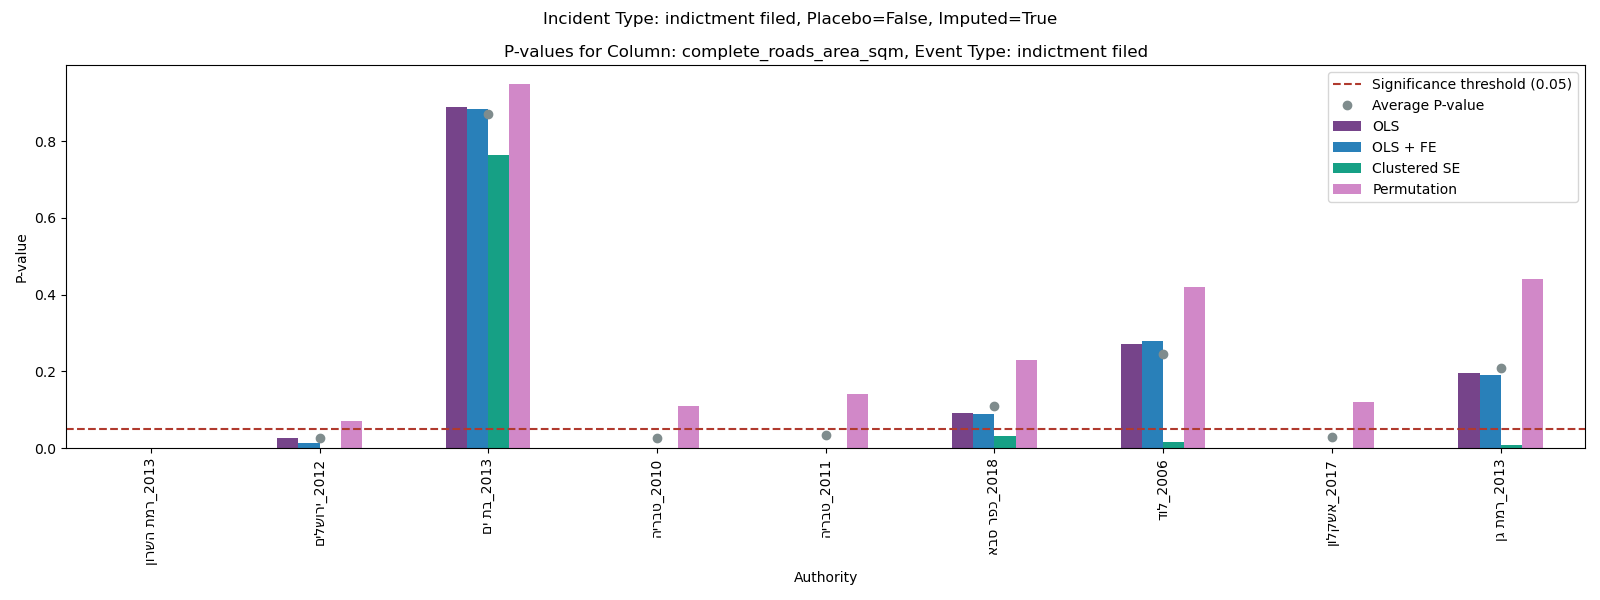 Incident Type: indictment filed, Placebo=False, Imputed=True
P-values for Column: complete_roads_area_sqm, Event Type: indictment filed
Significance threshold (0.05)
Average P-value
OLS
OLS + FE
Clustered SE
Permutation
P-value
0.8
0.6
0.4
0.2
0.0
רמת השרון_2013
ירושלים_2012
בת ים_2013
טבריה_2010
טבריה_2011
כפר סבא_2018
לוד_2006
אשקלון_2017
רמת גן_2013
Authority